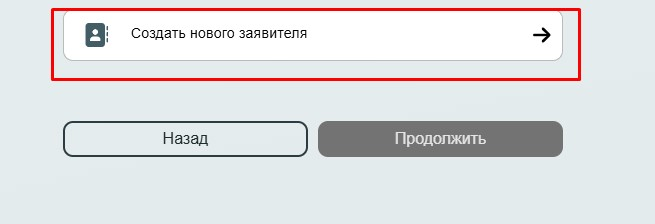 Создать нового заявителя
Назад
Продолжить